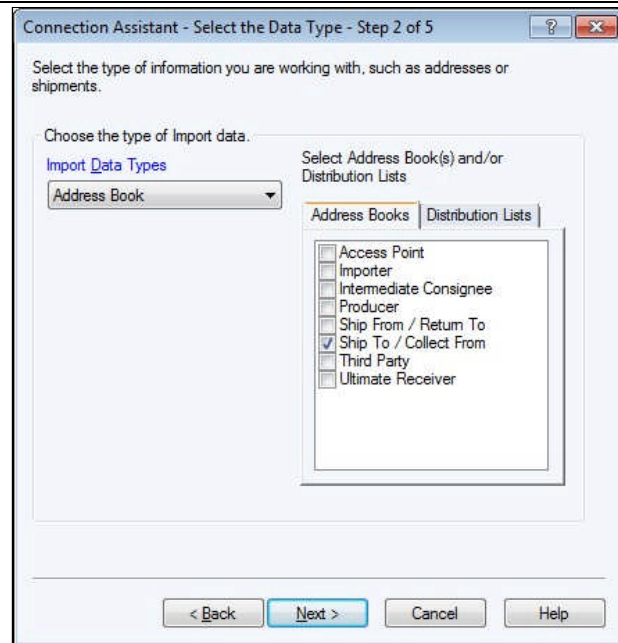 Connection Assistant - Select the Data Type - Step 2 of 5
Select the type of information you are working with, such as addresses or
shipments.
Choose the type of Import data.
Import Data Types
Address Book
Select Address Book(s) and/or
Distribution Lists
Address Books
Distribution Lists
Access Point
Importer
Intermediate Consignee
Producer
Ship From / Return To
Ship To / Collect From
Third Party
Ultimate Receiver
< Back
Next >
Cancel
Help